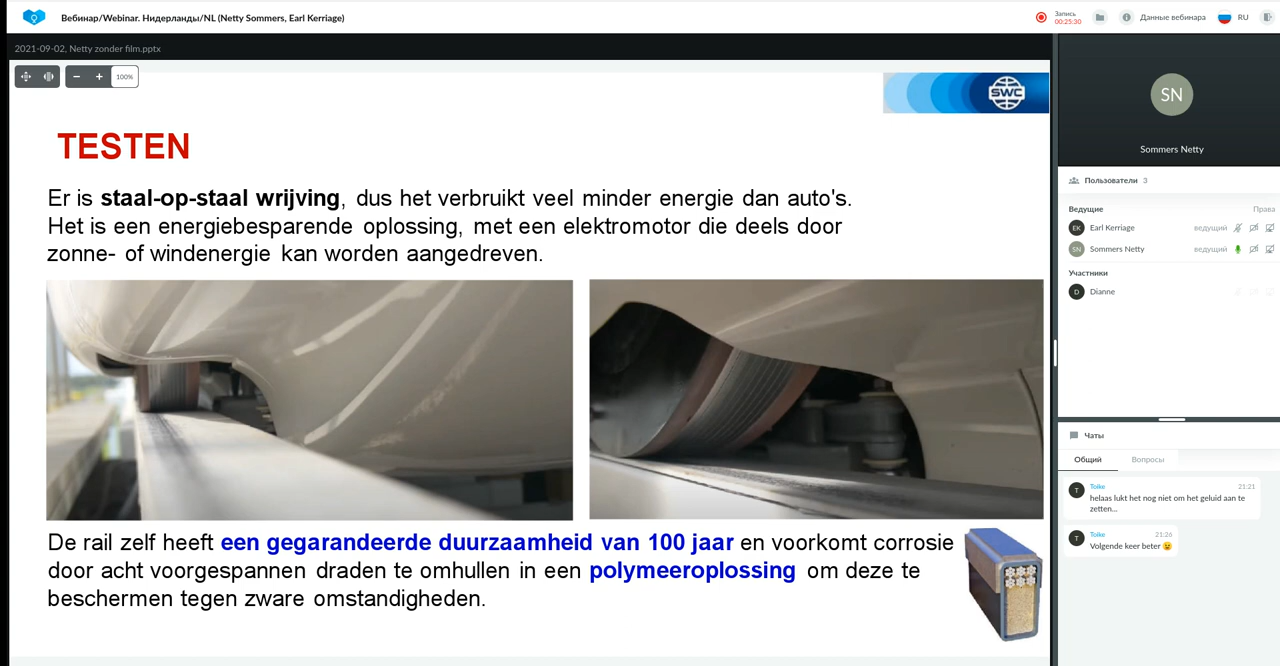 Вебинар/Webinar. Нидерланды/NL (Netty Sommers, Earl Kerriage)
Запись
00:25:30
Данные вебинара
RU
2021-09-02, Netty zonder film.pptx
100%
SWC
TESTEN
Er is staal-op-staal wrijving, dus het verbruikt veel minder energie dan auto's.
Het is een energiebesparende oplossing, met een elektromotor die deels door
zonne- of windenergie kan worden aangedreven.
De rail zelf heeft een gegarandeerde duurzaamheid van 100 jaar en voorkomt corrosie
door acht voorgespannen draden te omhullen in een polymeeroplossing om deze te
beschermen tegen zware omstandigheden.
SN
Sommers Netty
Пользователи 3
Ведущие Права
EK Earl Kerriage ведущий
SN Sommers Netty ведущий
Участники
D Dianne
Чаты
Общий Вопросы
T Toike 21:21
helaas lukt het nog niet om het geluid aan te
zetten...
T Toike 21:26
Volgende keer beter 😉